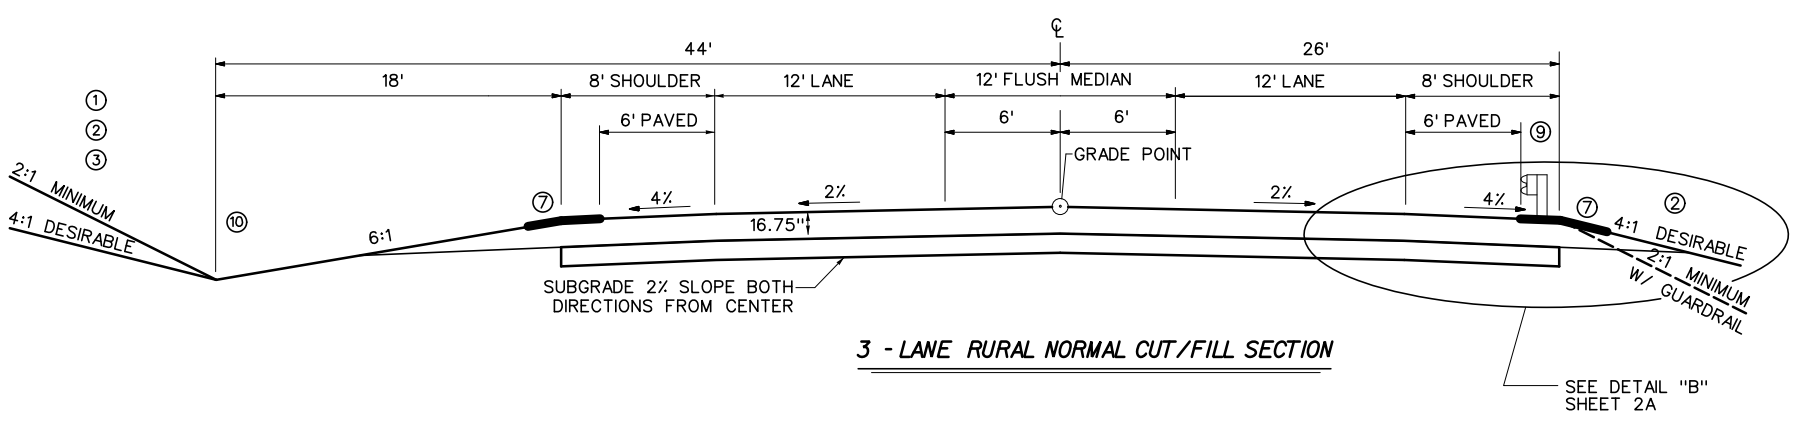 ℄
44'
26'
18'
8' SHOULDER
12' LANE
12' FLUSH MEDIAN
12' LANE
8' SHOULDER
1
2
3
6' PAVED
6'
6'
6' PAVED
9
GRADE POINT
2:1 MINIMUM
4:1 DESIRABLE
10
6:1
7
4%
2%
16.75"
2%
4%
7
2
4:1 DESIRABLE
2:1 MINIMUM
W/ GUARDRAIL
SUBGRADE 2% SLOPE BOTH
DIRECTIONS FROM CENTER
3 - LANE RURAL NORMAL CUT/FILL SECTION
SEE DETAIL "B"
SHEET 2A